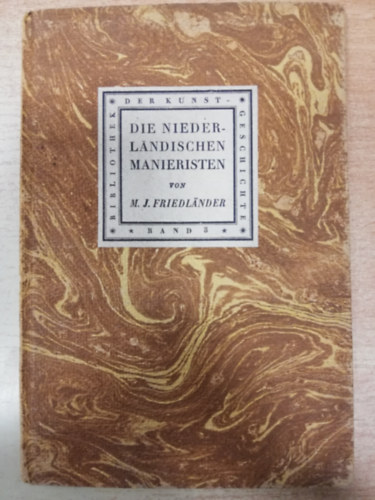 BIBLIOTHEK
DER KUNST-
GESCHICHTE
DIE NIEDER-
LÄNDISCHEN
MANIERISTEN
VON
M. J. FRIEDLÄNDER
* BAND 3 *